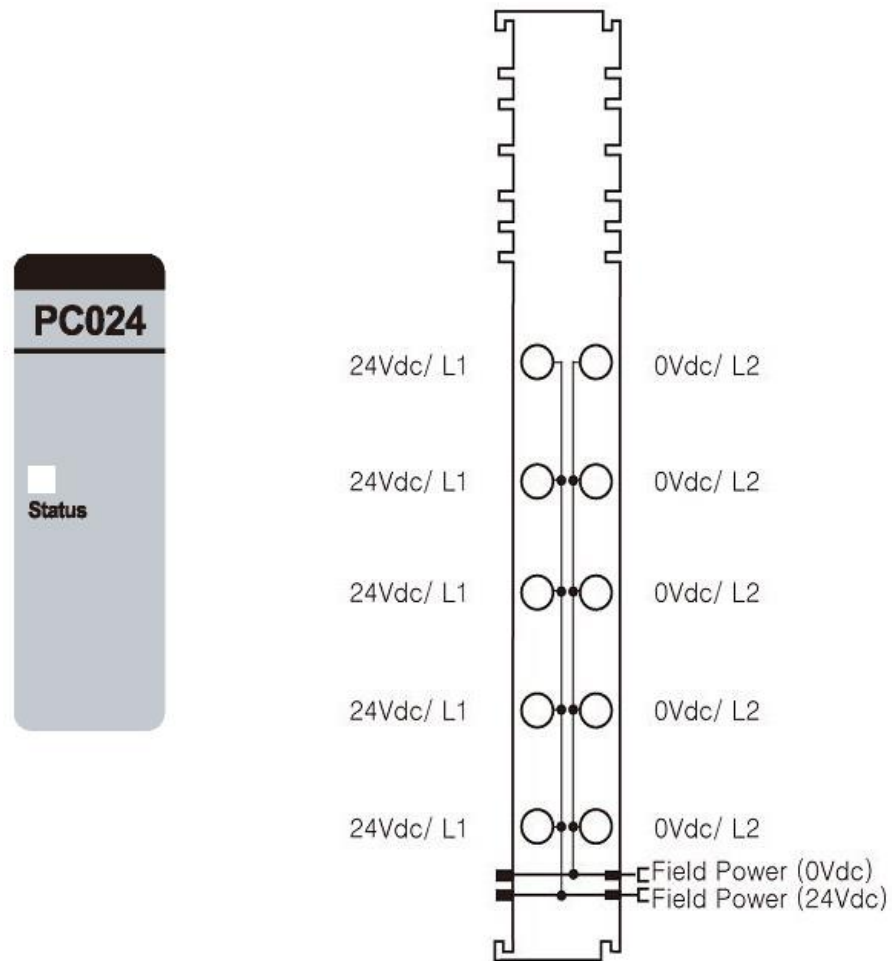 PC024
Status
24Vdc/ L1 0Vdc/ L2
24Vdc/ L1 0Vdc/ L2
24Vdc/ L1 0Vdc/ L2
24Vdc/ L1 0Vdc/ L2
24Vdc/ L1 0Vdc/ L2
Field Power (0Vdc)
Field Power (24Vdc)